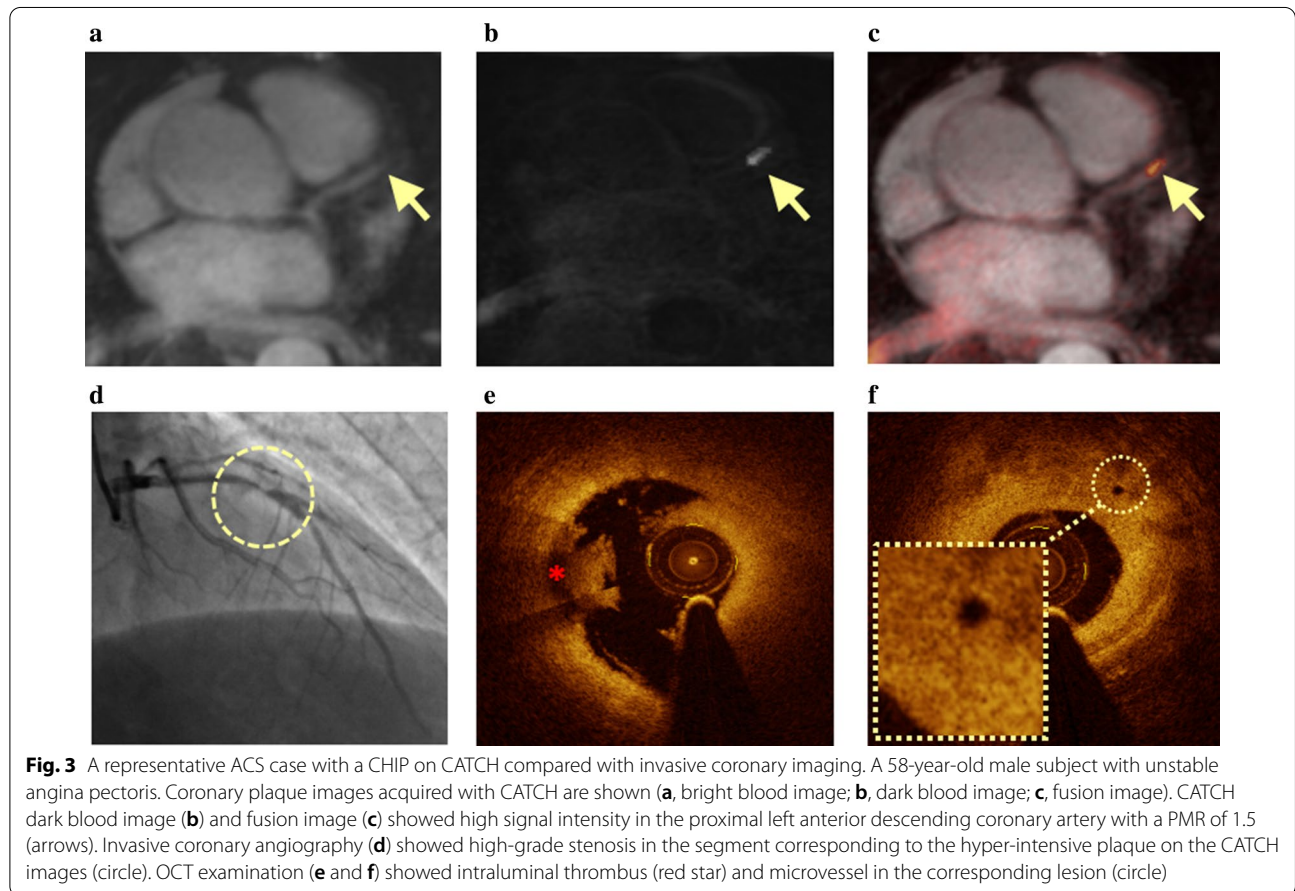 a
b
c
d
e
f
*
Fig. 3 A representative ACS case with a CHIP on CATCH compared with invasive coronary imaging. A 58-year-old male subject with unstable
angina pectoris. Coronary plaque images acquired with CATCH are shown (a, bright blood image; b, dark blood image; c, fusion image). CATCH
dark blood image (b) and fusion image (c) showed high signal intensity in the proximal left anterior descending coronary artery with a PMR of 1.5
(arrows). Invasive coronary angiography (d) showed high-grade stenosis in the segment corresponding to the hyper-intensive plaque on the CATCH
images (circle). OCT examination (e and f) showed intraluminal thrombus (red star) and microvessel in the corresponding lesion (circle)